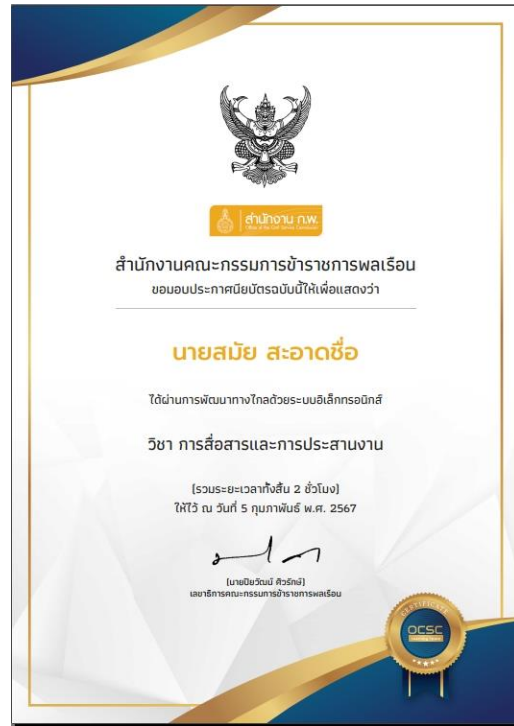 สำนักงาน ก.พ.
Office of the Civil Service Commission
สำนักงานคณะกรรมการข้าราชการพลเรือน
ขอมอบประกาศนียบัตรฉบับนี้ให้เพื่อแสดงว่า
นายสมัย สะอาดชื่อ
ได้ผ่านการพัฒนาทางไกลด้วยระบบอิเล็กทรอนิกส์
วิชา การสื่อสารและการประสานงาน
(รวมระยะเวลาทั้งสิ้น 2 ชั่วโมง)
ให้ไว้ ณ วันที่ 5 กุมภาพันธ์ พ.ศ. 2567
(นายปิยวัฒน์ ศิวรักษ์)
เลขาธิการคณะกรรมการข้าราชการพลเรือน
CERTIFICATE
OCSC